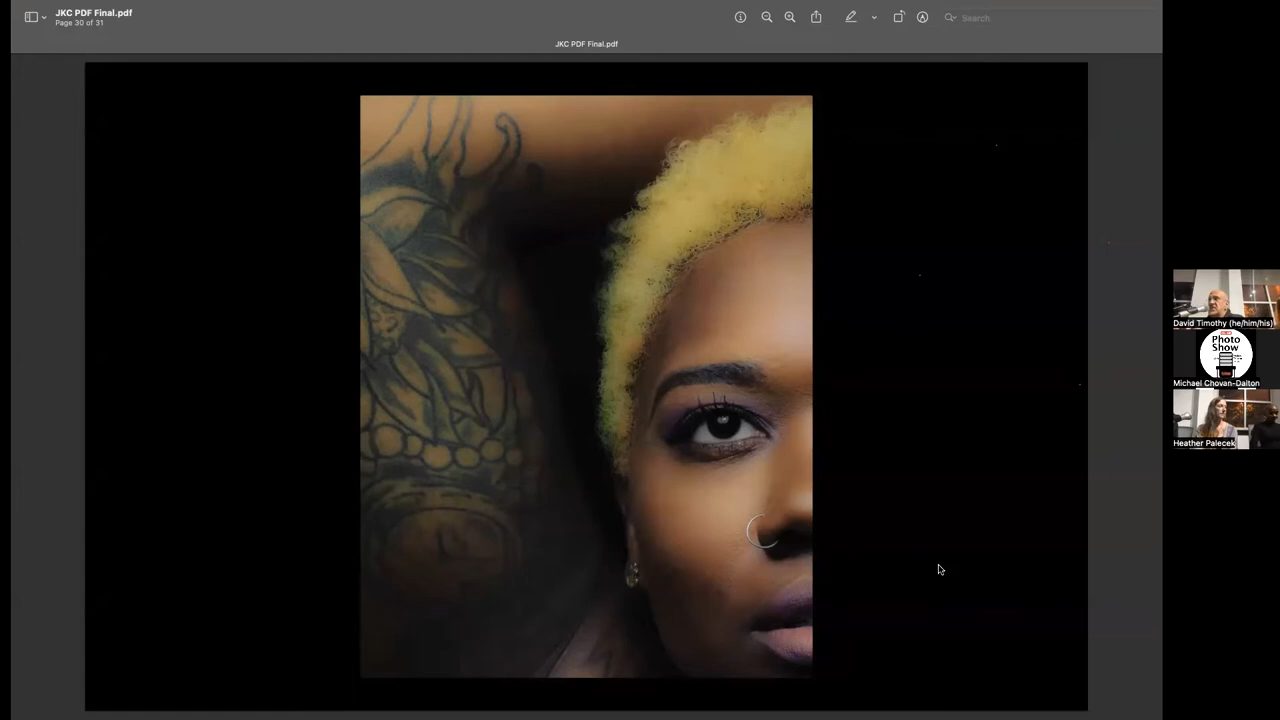 JKC PDF Final.pdf
Page 30 of 31
Search
JKC PDF Final.pdf
David Timothy (he/him/his)
Photo
Show
Michael Chovan-Dalton
Heather Palecek